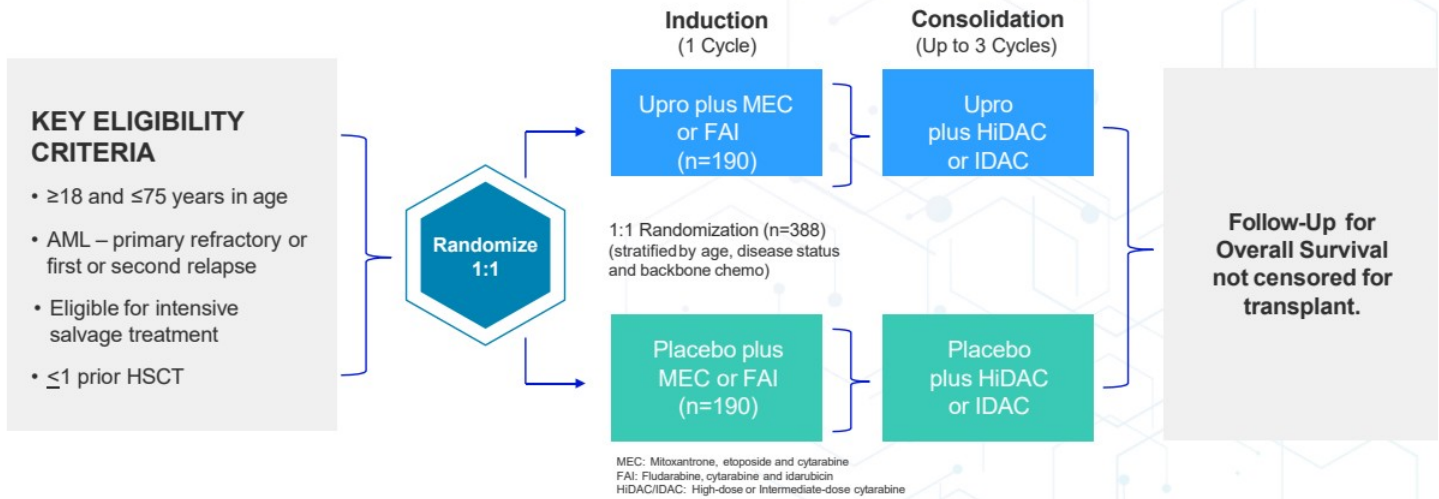 KEY ELIGIBILITY
CRITERIA
• ≥18 and ≤75 years in age
• AML – primary refractory or
first or second relapse
• Eligible for intensive
salvage treatment
• <1 prior HSCT
Randomize
1:1
Induction
(1 Cycle)
Upro plus MEC
or FAI
(n=190)
1:1 Randomization (n=388)
(stratified by age, disease status
and backbone chemo)
Placebo plus
MEC or FAI
(n=190)
Consolidation
(Up to 3 Cycles)
Upro
plus HiDAC
or IDAC
Placebo
plus HiDAC
or IDAC
Follow-Up for
Overall Survival
not censored for
transplant.
MEC: Mitoxantrone, etoposide and cytarabine
FAI: Fludarabine, cytarabine and idarubicin
HiDAC/IDAC: High-dose or Intermediate-dose cytarabine